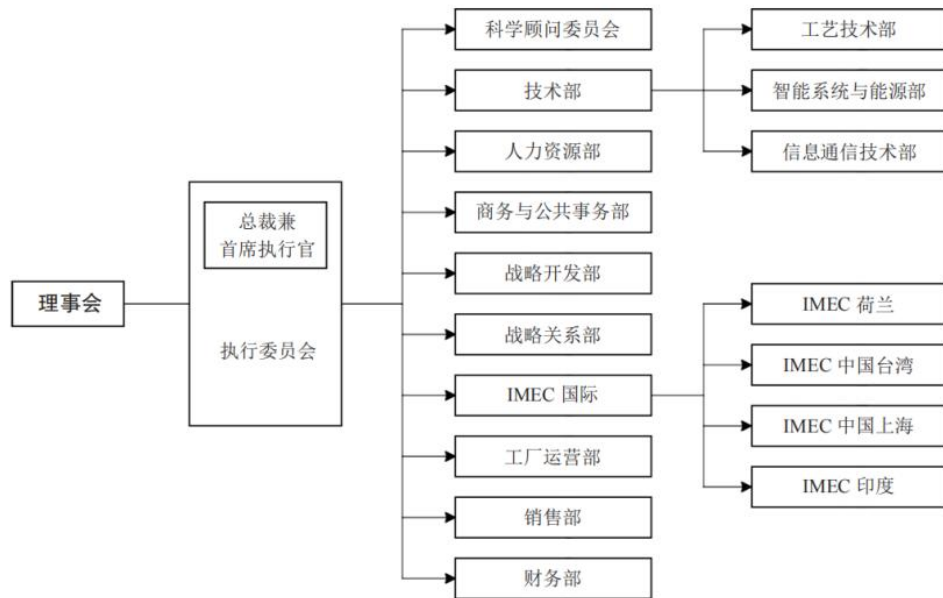 理事会
总裁兼
首席执行官
执行委员会
科学顾问委员会
技术部
人力资源部
商务与公共事务部
战略开发部
战略关系部
IMEC 国际
工厂运营部
销售部
财务部
工艺技术部
智能系统与能源部
信息通信技术部
IMEC 荷兰
IMEC 中国台湾
IMEC 中国上海
IMEC 印度